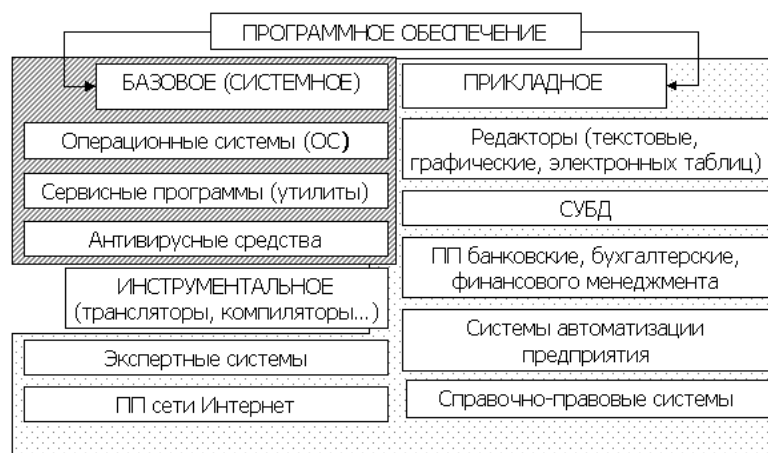 ПРОГРАММНОЕ ОБЕСПЕЧЕНИЕ
БАЗОВОЕ (СИСТЕМНОЕ)
Операционные системы (ОС)
Сервисные программы (утилиты)
Антивирусные средства
ИНСТРУМЕНТАЛЬНОЕ
(трансляторы, компиляторы...)
Экспертные системы
ПП сети Интернет
ПРИКЛАДНОЕ
Редакторы (текстовые,
графические, электронных таблиц)
СУБД
ПП банковские, бухгалтерские,
финансового менеджмента
Системы автоматизации
предприятия
Справочно-правовые системы